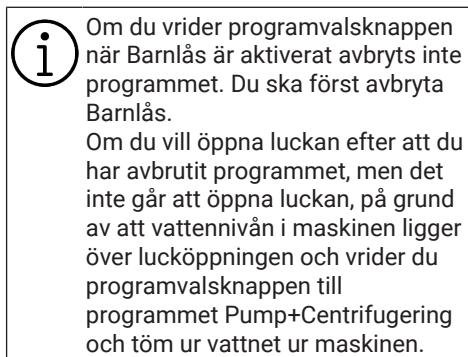 Om du vrider programvalsknappen
när Barnlås är aktiverat avbryts inte
programmet. Du ska först avbryta
Barnlås.
Om du vill öppna luckan efter att du
har avbrutit programmet, men det
inte går att öppna luckan, på grund
av att vattennivån i maskinen ligger
över lucköppningen och vrider du
programvalsknappen till
programmet Pump+Centrifugering
och töm ur vattnet ur maskinen.